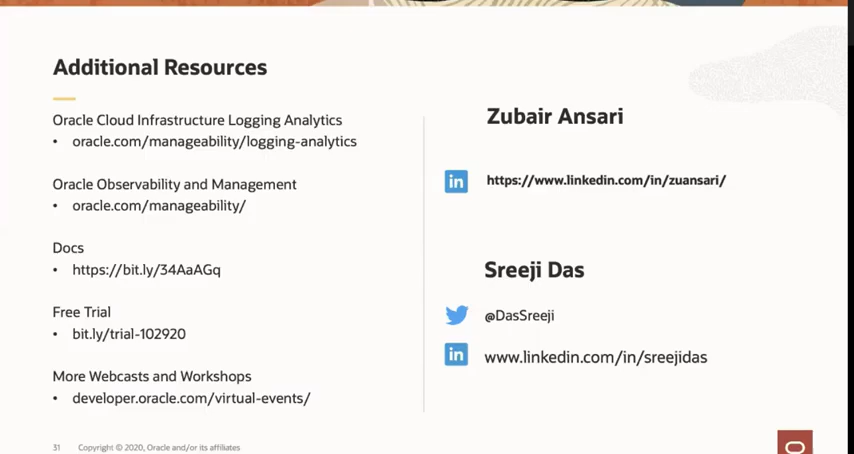 Additional Resources
Oracle Cloud Infrastructure Logging Analytics
• oracle.com/manageability/logging-analytics
Oracle Observability and Management
• oracle.com/manageability/
Docs
• https://bit.ly/34AaAGq
Free Trial
• bit.ly/trial-102920
More Webcasts and Workshops
• developer.oracle.com/virtual-events/
Zubair Ansari
in https://www.linkedin.com/in/zuansari/
Sreeji Das
@DasSreeji
in www.linkedin.com/in/sreejidas
31 Copyright © 2020, Oracle and/or its affiliates